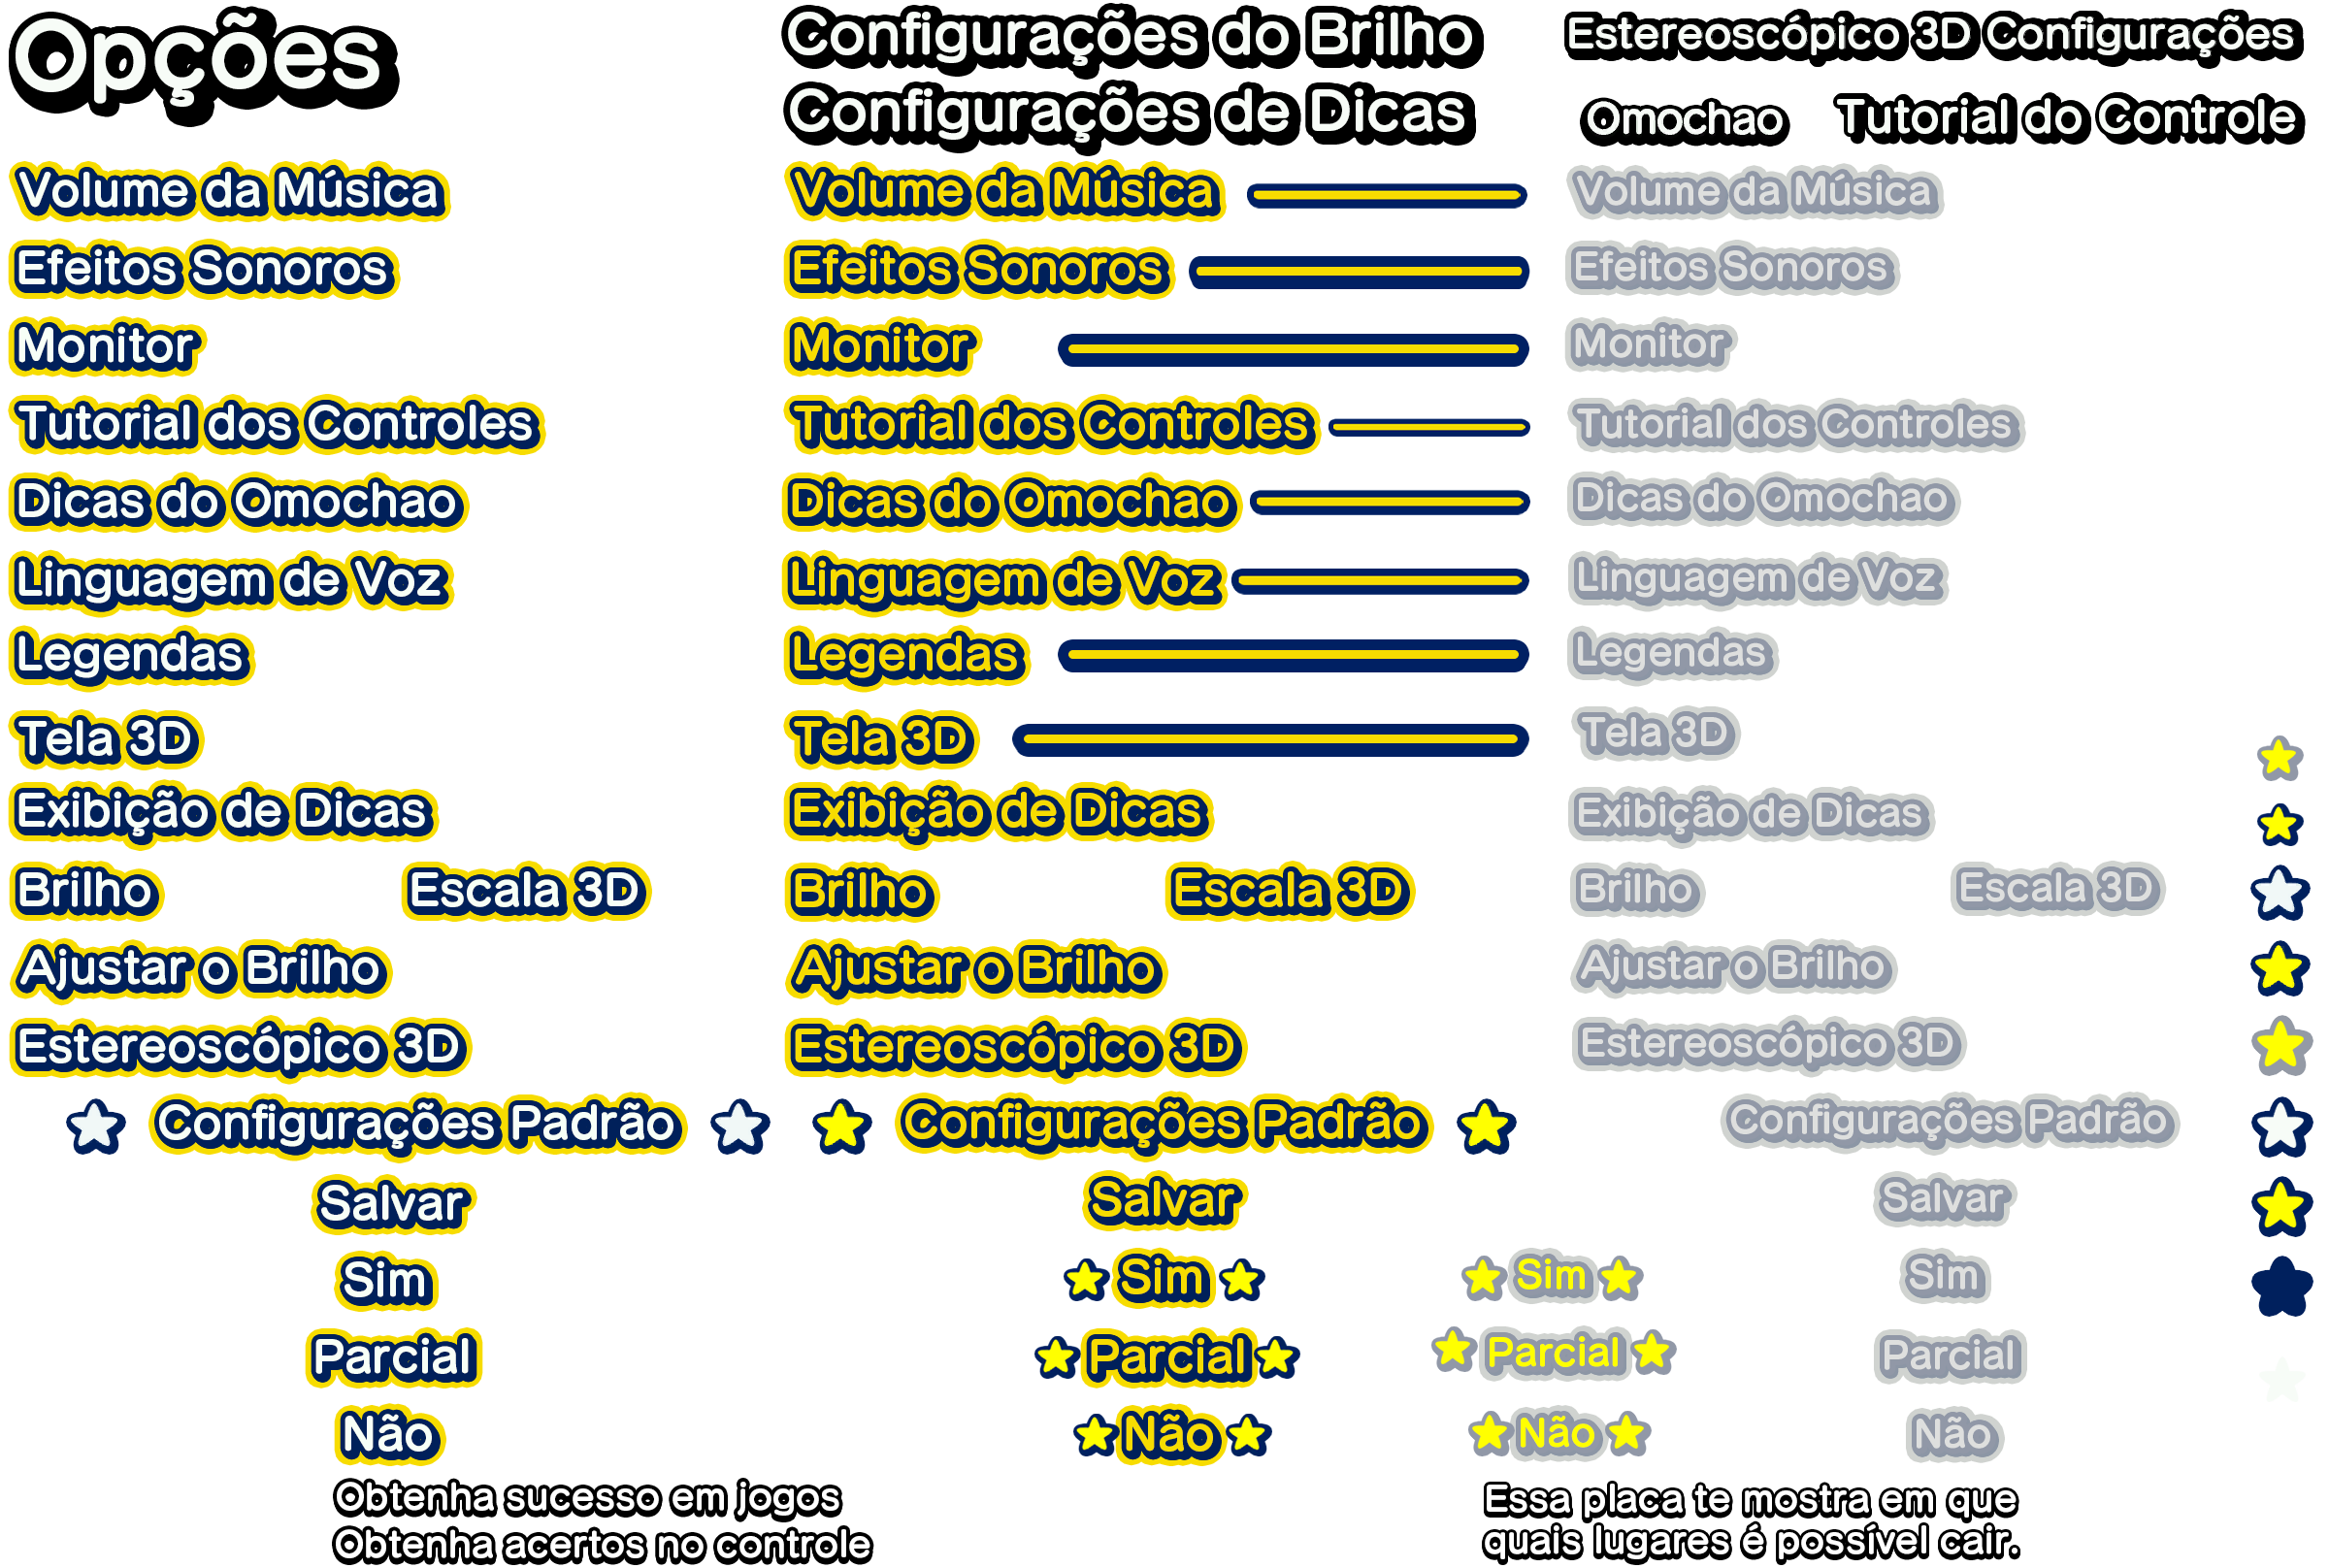 Opções
Configurações do Brilho
Estereoscópico 3D Configurações
Configurações de Dicas
Omochao
Tutorial do Controle
Volume da Música
Volume da Música
Volume da Música
Efeitos Sonoros
Efeitos Sonoros
Efeitos Sonoros
Monitor
Monitor
Monitor
Tutorial dos Controles
Tutorial dos Controles
Tutorial dos Controles
Dicas do Omochao
Dicas do Omochao
Dicas do Omochao
Linguagem de Voz
Linguagem de Voz
Linguagem de Voz
Legendas
Legendas
Legendas
Tela 3D
Tela 3D
Tela 3D
Exibição de Dicas
Exibição de Dicas
Exibição de Dicas
Brilho
Escala 3D
Brilho
Escala 3D
Brilho
Escala 3D
Ajustar o Brilho
Ajustar o Brilho
Ajustar o Brilho
Estereoscópico 3D
Estereoscópico 3D
Estereoscópico 3D
Configurações Padrão
Configurações Padrão
Configurações Padrão
Salvar
Salvar
Salvar
Sim
Sim
Sim
Sim
Parcial
Parcial
Parcial
Parcial
Não
Não
Não
Não
Obtenha sucesso em jogos
Obtenha acertos no controle
Essa placa te mostra em que
quais lugares é possível cair.